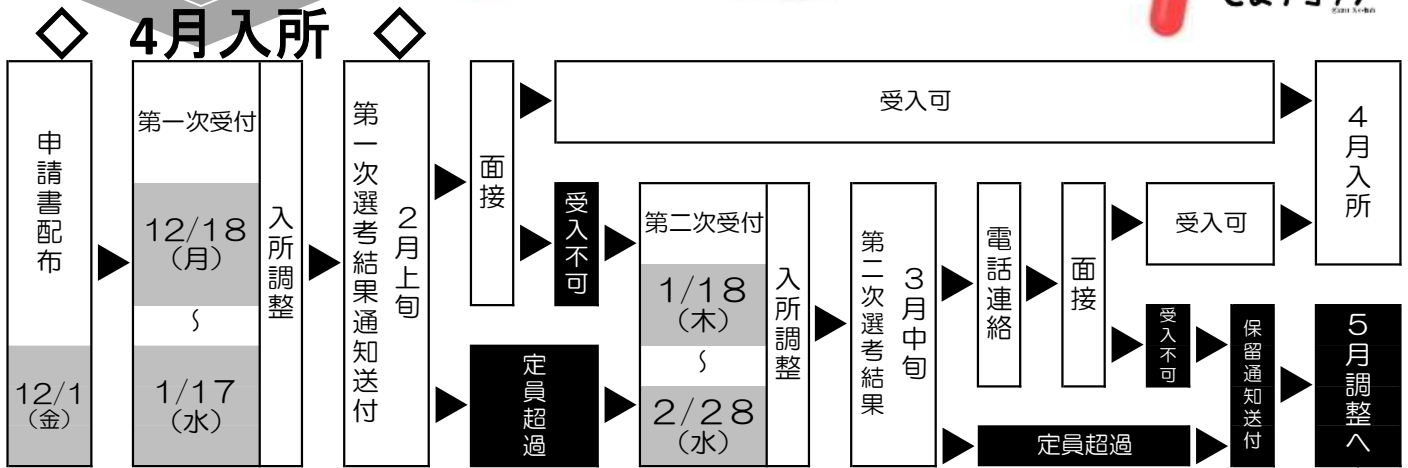 ◇ 4月入所 ◇
申請書配布
12/1
(金)
第一次受付
12/18
(月)
～
1/17
(水)
入所調整
第一次選考結果通知送付
2月上旬
面接
受入可
受入不可
定員超過
第二次受付
1/18
(木)
～
2/28
(水)
入所調整
第二次選考結果
3月中旬
電話連絡
面接
受入可
受入不可
定員超過
保留通知送付
4月入所
5月調整へ